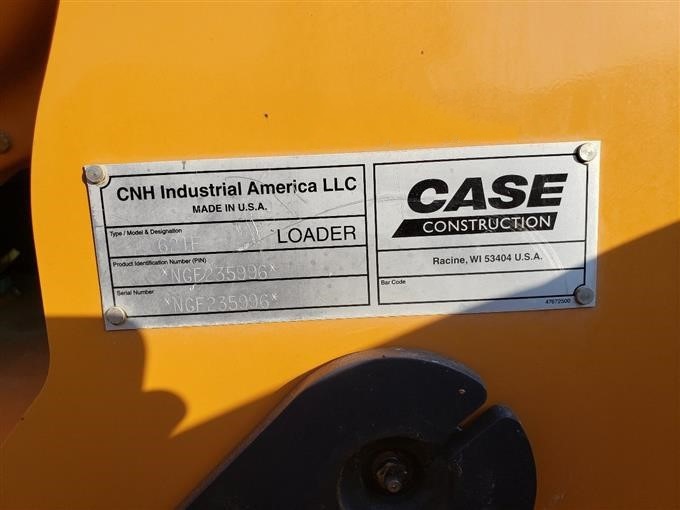 CNH Industrial America LLC
MADE IN U.S.A.
Type / Model & Designation
621F LOADER
Product Identification Number (PIN)
*NGF235996*
Serial Number
*NGF235996*
CASE
CONSTRUCTION
Racine, WI 53404 U.S.A.
Bar Code
47672500